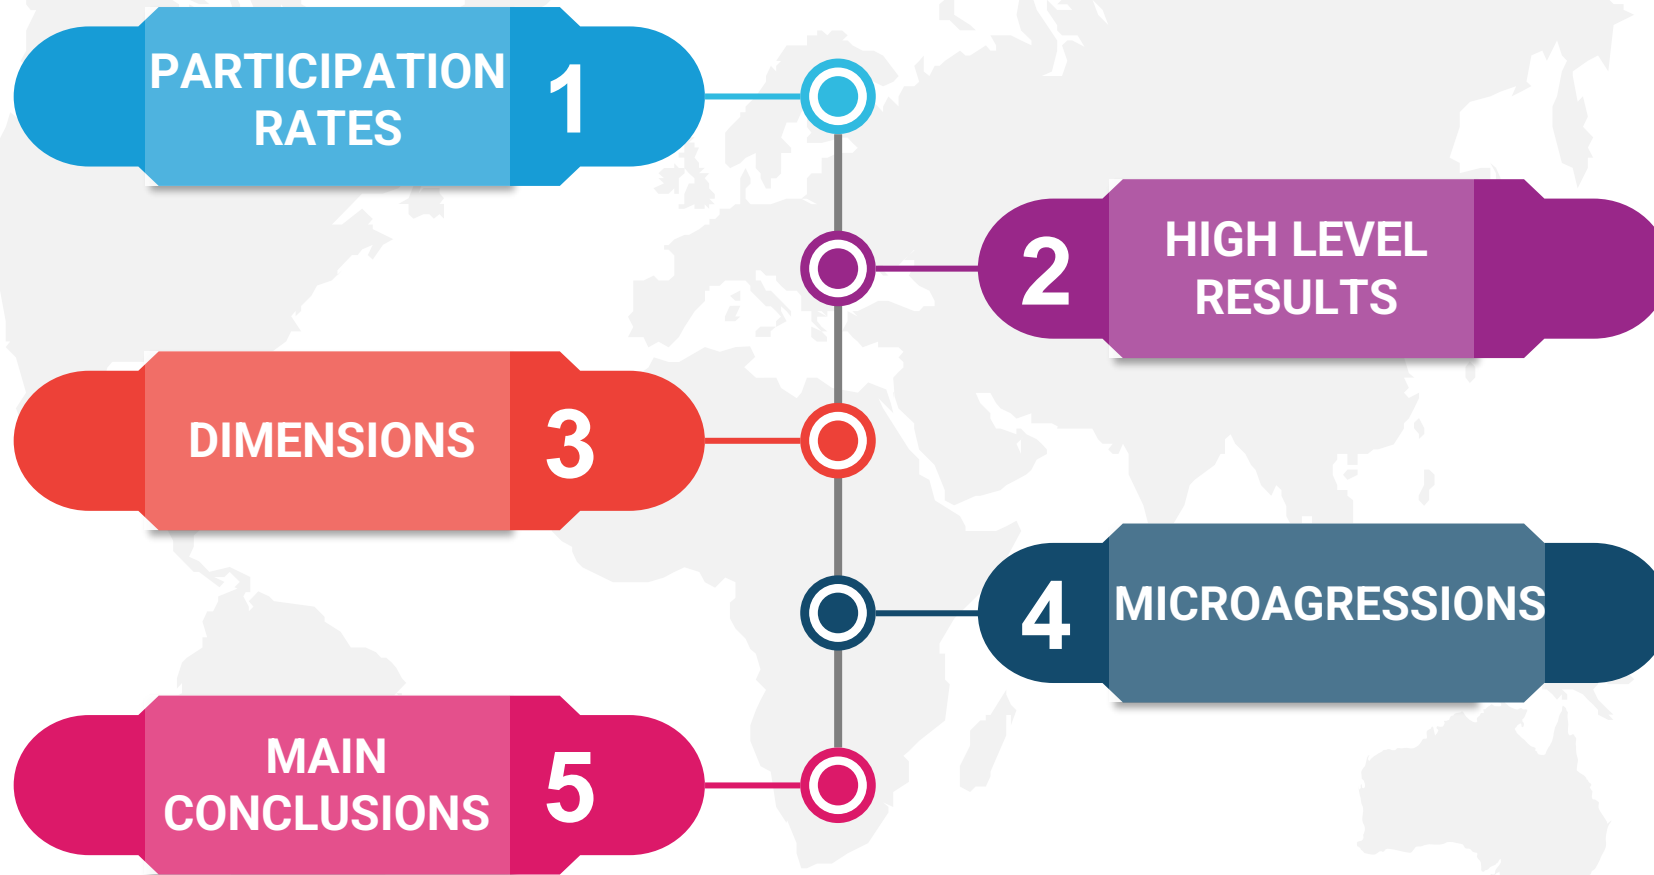 PARTICIPATION
RATES
1
2
HIGH LEVEL
RESULTS
DIMENSIONS
3
4
MICROAGRESSIONS
MAIN
CONCLUSIONS
5